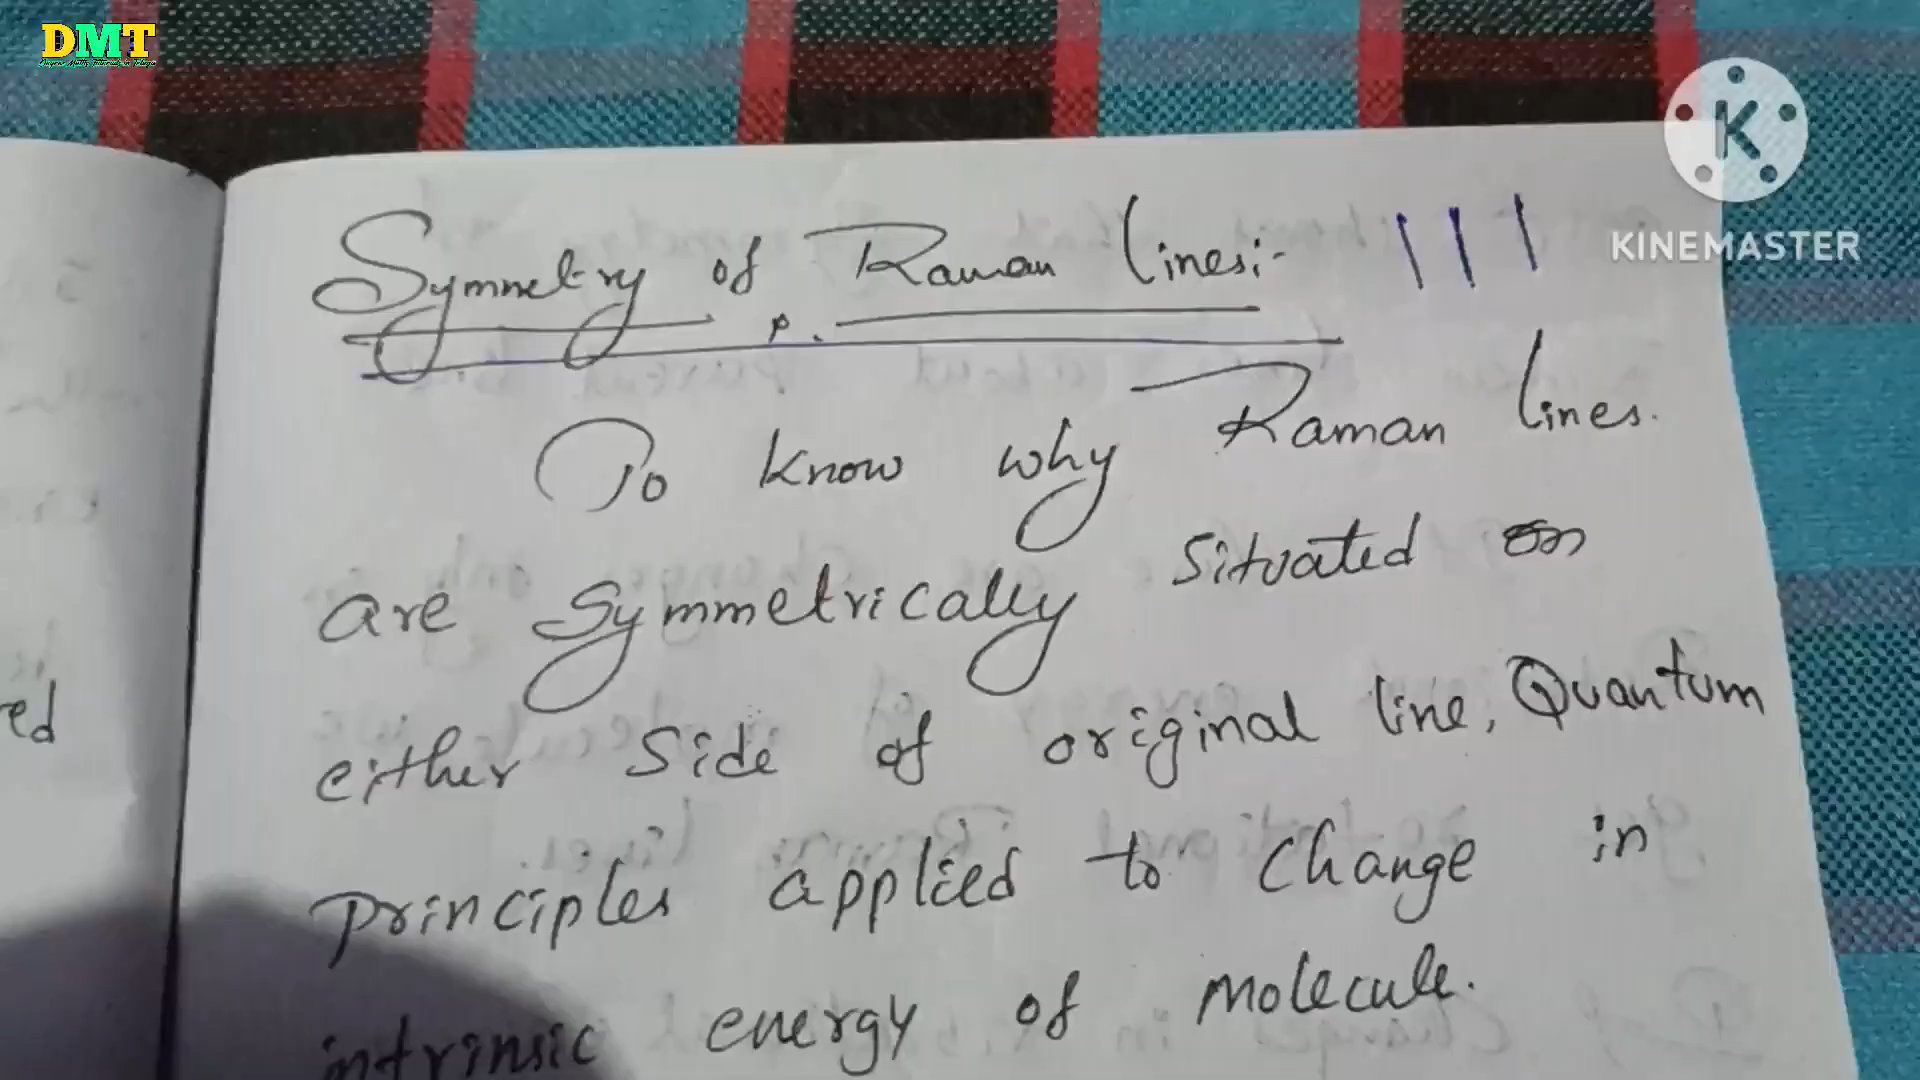 DMT
KINEMASTER
Symmetry of Raman lines:-
To know why Raman lines.
are symmetrically situated on
either side of original line, Quantum
principles applied to change in
intrinsic energy of molecule.
ed